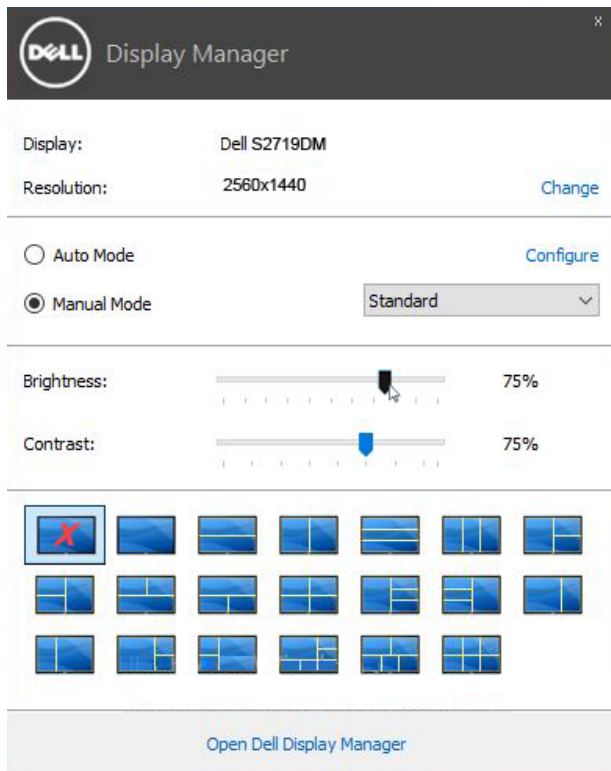 x
DELL Display Manager
Display: Dell S2719DM
Resolution: 2560x1440 Change
Auto Mode Configure
Manual Mode Standard
Brightness: 75%
Contrast: 75%
Open Dell Display Manager